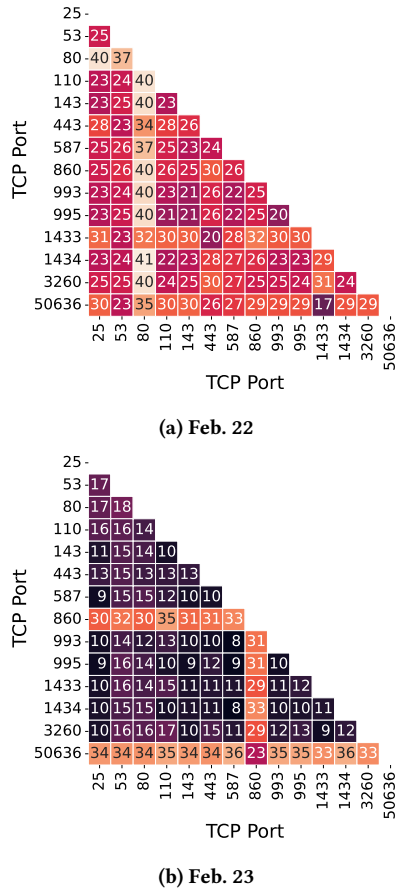 25
53 25
80 40 37
110 23 24 40
143 23 25 40 23
443 28 23 34 28 26
587 25 26 37 25 23 24
860 25 26 40 26 25 30 26
993 23 24 40 23 21 26 22 25
995 23 25 40 21 21 26 22 25 20
1433 31 23 32 30 30 20 28 32 30 30
1434 23 24 41 22 23 28 27 26 23 23 29
3260 25 25 40 24 25 30 27 25 25 24 31 24
50636 30 23 35 30 30 26 27 29 29 29 17 29 29
TCP Port
25 53 80 110 143 443 587 860 993 995 1433 1434 3260 50636
TCP Port
(a) Feb. 22
25
53 17
80 17 18
110 16 16 14
143 11 15 14 10
443 13 15 13 13 13
587 9 15 15 12 10 10
860 30 32 30 35 31 31 33
993 10 14 12 13 10 10 8 31
995 9 16 14 10 9 12 9 31 10
1433 10 16 14 15 11 11 11 29 11 12
1434 10 15 15 10 11 11 8 33 10 10 11
3260 10 16 16 17 10 15 11 29 12 13 9 12
50636 34 34 34 35 34 34 36 23 35 35 33 36 33
TCP Port
25 53 80 110 143 443 587 860 993 995 1433 1434 3260 50636
TCP Port
(b) Feb. 23